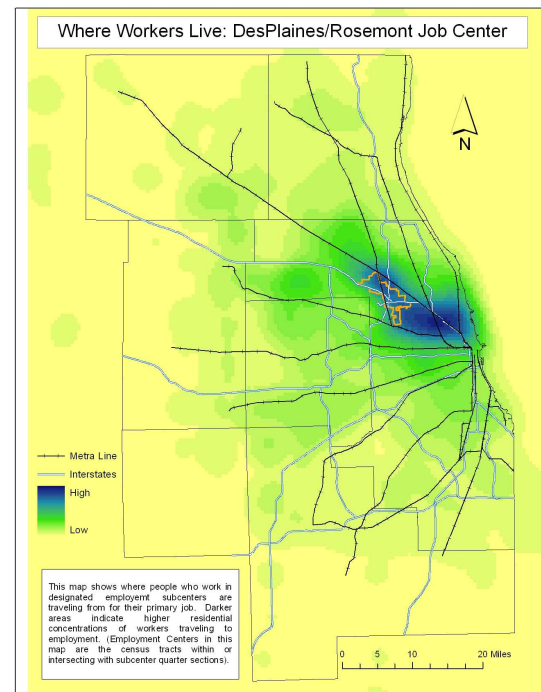 Where Workers Live: DesPlaines/Rosemont Job Center
N
Metra Line
Interstates
High
Low
This map shows where people who work in
designated employemt subcenters are
traveling from for their primary job. Darker
areas indicate higher residential
concentrations of workers traveling to
employment. (Employment Centers in this
map are the census tracts within or
intersecting with subcenter quarter sections).
0 5 10 20 Miles